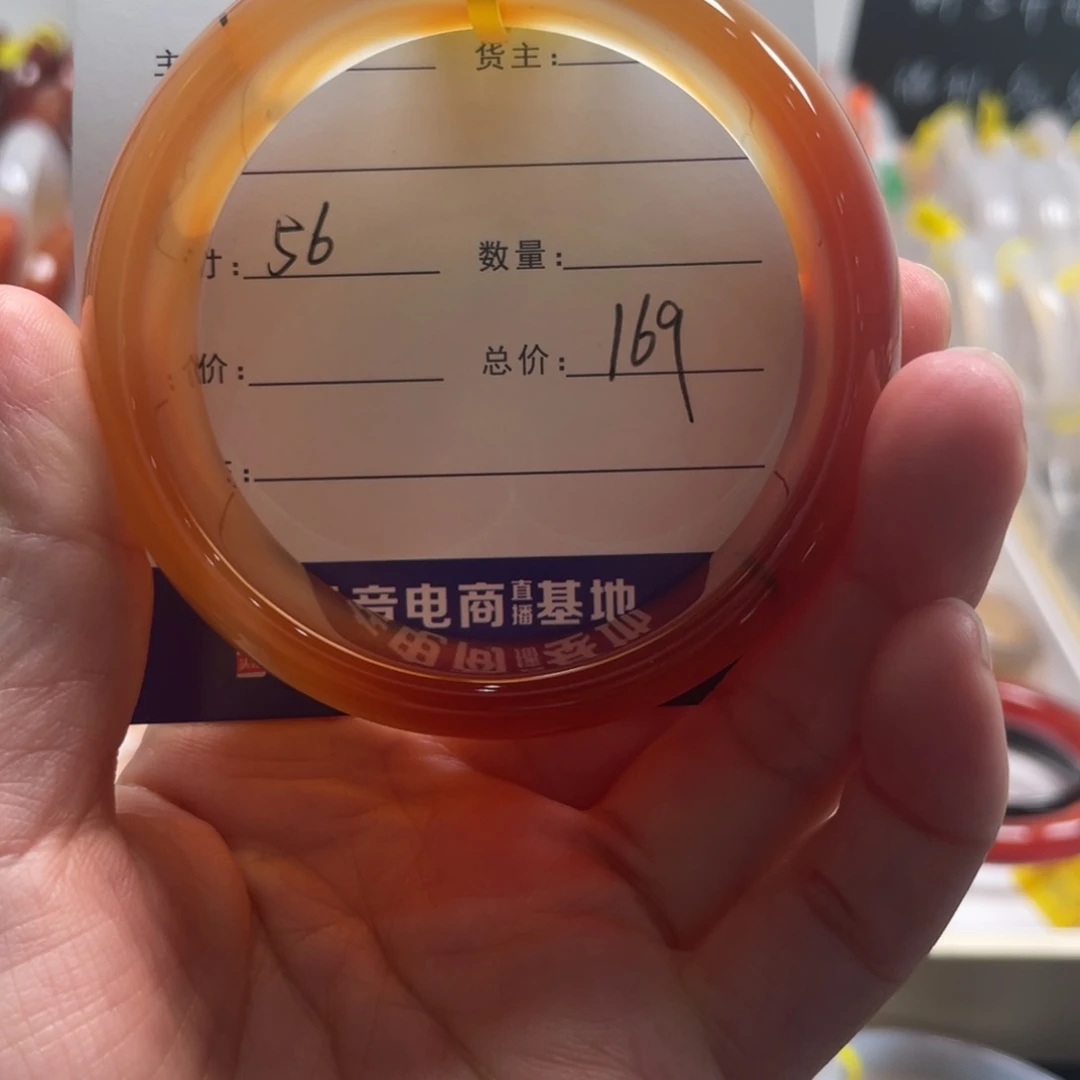 主 货主:
寸: 56 数量:
价: 总价: 169
:
音电商直播基地